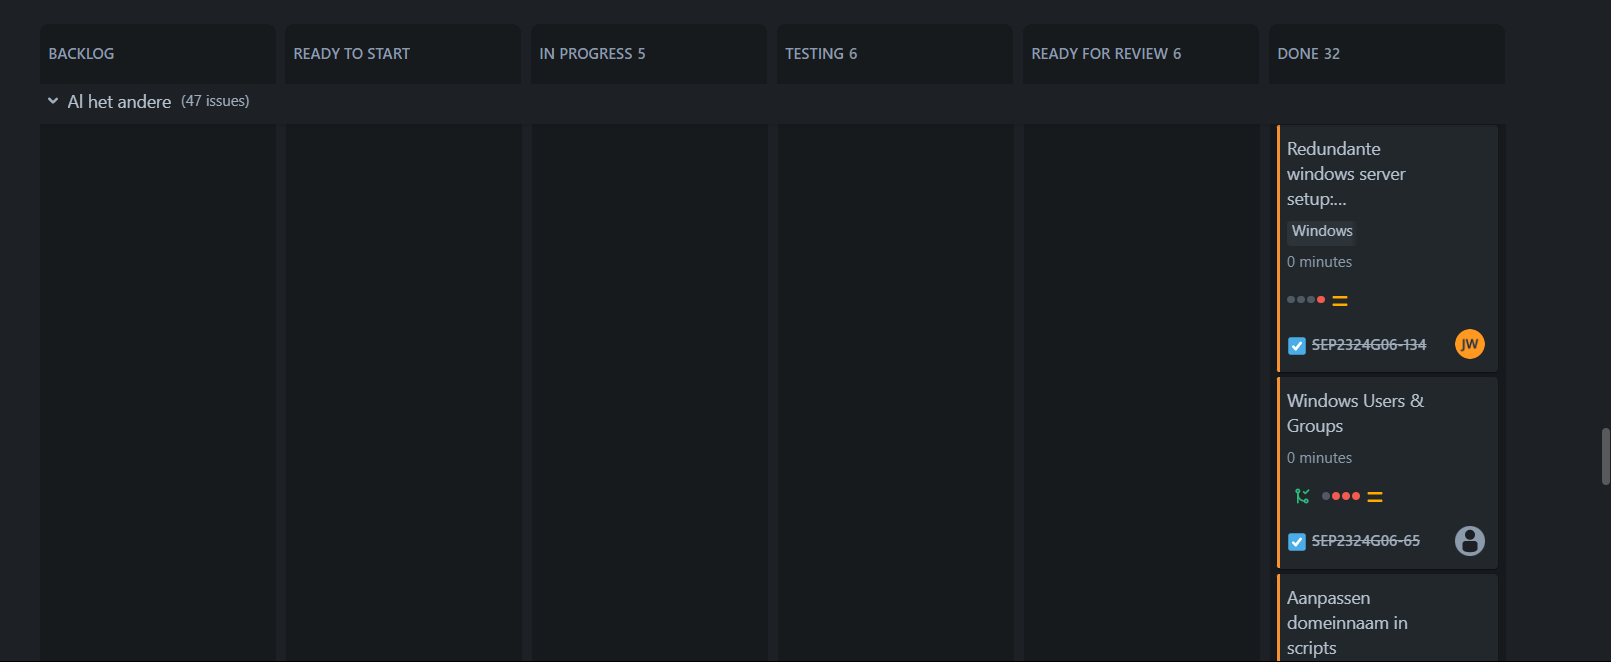 BACKLOG
READY TO START
IN PROGRESS 5
TESTING 6
READY FOR REVIEW 6
DONE 32
Al het andere (47 issues)
Redundante
windows server
setup:...
Windows
0 minutes
SEP2324G06-134
JW
Windows Users &
Groups
0 minutes
SEP2324G06-65
Aanpassen
domeinnaam in
scripts